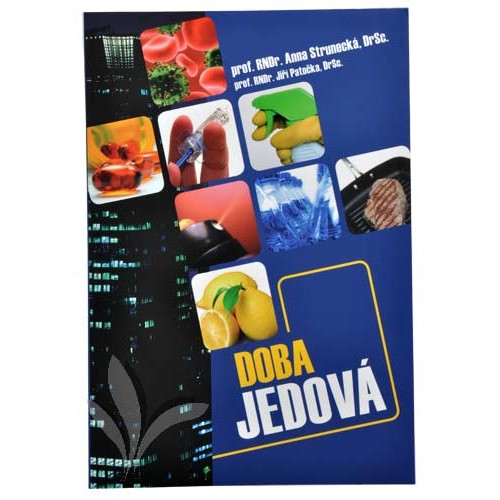 prof. RNDr. Anna Strunecká, DrSc.
prof. RNDr. Jiří Patočka, DrSc.
DOBA
JEDOVÁ